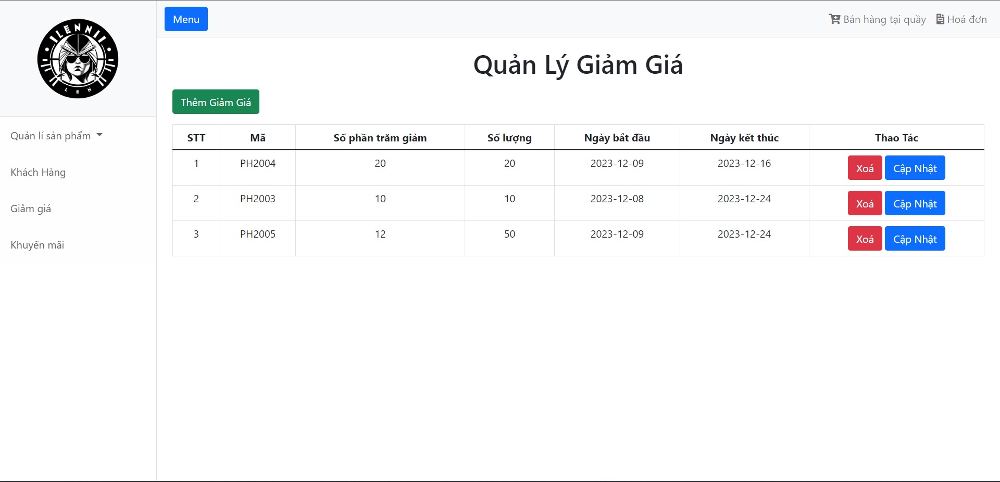 ILENNII
LEN
Menu
Bán hàng tại quầy Hoá đơn
Quản Lý Giảm Giá
Thêm Giảm Giá
Quản lí sản phẩm
Khách Hàng
Giảm giá
Khuyến mãi
STT Mã Số phần trăm giảm Số lượng Ngày bắt đầu Ngày kết thúc Thao Tác
1 PH2004 20 20 2023-12-09 2023-12-16 Xoá Cập Nhật
2 PH2003 10 10 2023-12-08 2023-12-24 Xoá Cập Nhật
3 PH2005 12 50 2023-12-09 2023-12-24 Xoá Cập Nhật